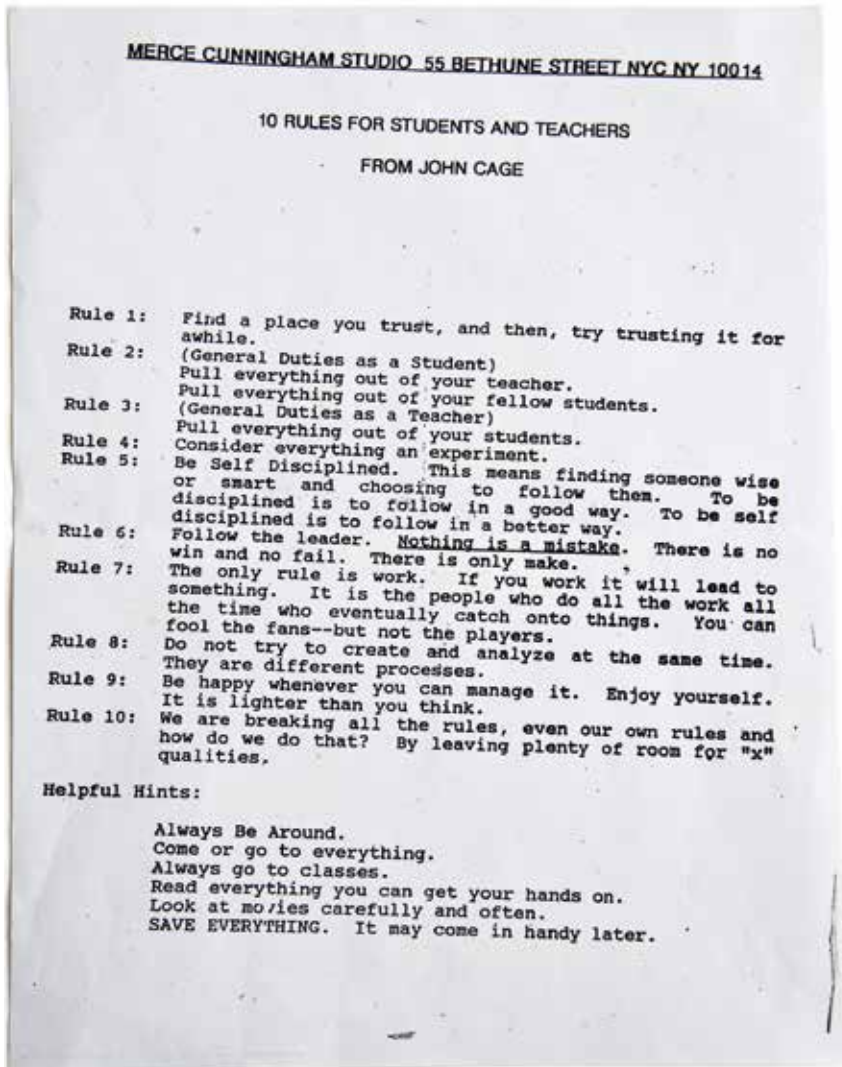 MERCE CUNNINGHAM STUDIO 55 BETHUNE STREET NYC NY 10014
10 RULES FOR STUDENTS AND TEACHERS
FROM JOHN CAGE
Rule 1: Find a place you trust, and then, try trusting it for
awhile.
Rule 2: (General Duties as a Student)
Pull everything out of your teacher.
Pull everything out of your fellow students.
Rule 3: (General Duties as a Teacher)
Pull everything out of your students.
Rule 4: Consider everything an experiment.
Rule 5: Be Self Disciplined. This means finding someone wise
or smart and choosing to follow them. To be
disciplined is to follow in a good way. To be self
disciplined is to follow in a better way.
Rule 6: Follow the leader. Nothing is a mistake. There is no
win and no fail. There is only make.
Rule 7: The only rule is work. If you work it will lead to
something. It is the people who do all the work all
the time who eventually catch onto things. You can
fool the fans--but not the players.
Rule 8: Do not try to create and analyze at the same time.
They are different processes.
Rule 9: Be happy whenever you can manage it. Enjoy yourself.
It is lighter than you think.
Rule 10: We are breaking all the rules, even our own rules and
how do we do that? By leaving plenty of room for "x"
qualities.
Helpful Hints:
Always Be Around.
Come or go to everything.
Always go to classes.
Read everything you can get your hands on.
Look at movies carefully and often.
SAVE EVERYTHING. It may come in handy later.